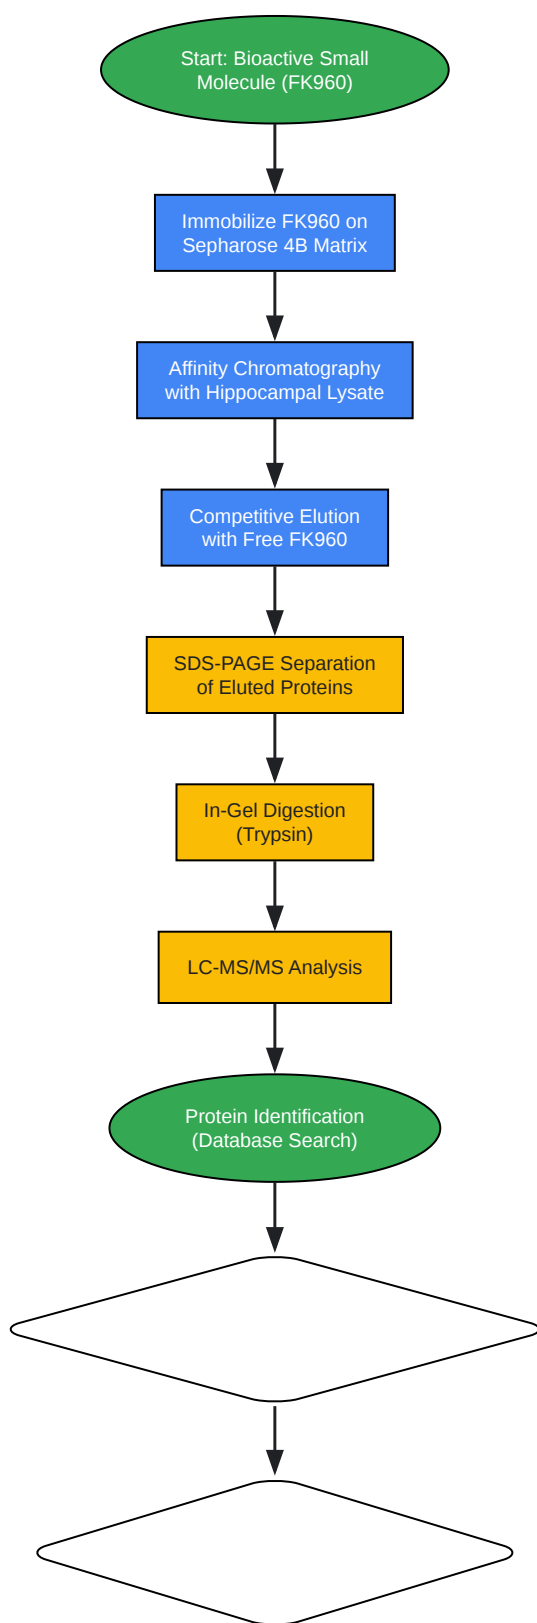 Start: Bioactive Small
Molecule (FK960)
Immobilize FK960 on
Sepharose 4B Matrix
Affinity Chromatography
with Hippocampal Lysate
Competitive Elution
with Free FK960
SDS-PAGE Separation
of Eluted Proteins
In-Gel Digestion
(Trypsin)
LC-MS/MS Analysis
Protein Identification
(Database Search)